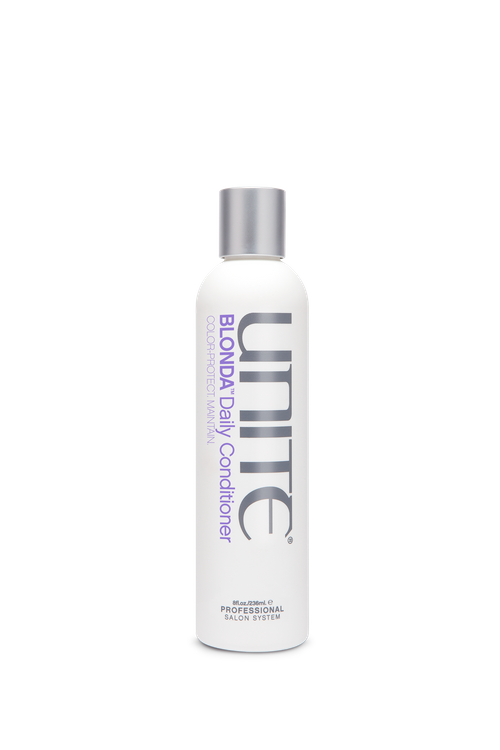 UNITE®
BLONDA™ Daily Conditioner
COLOR-PROTECT. MAINTAIN.
8fl.oz./236ml. ℮
PROFESSIONAL
SALON SYSTEM